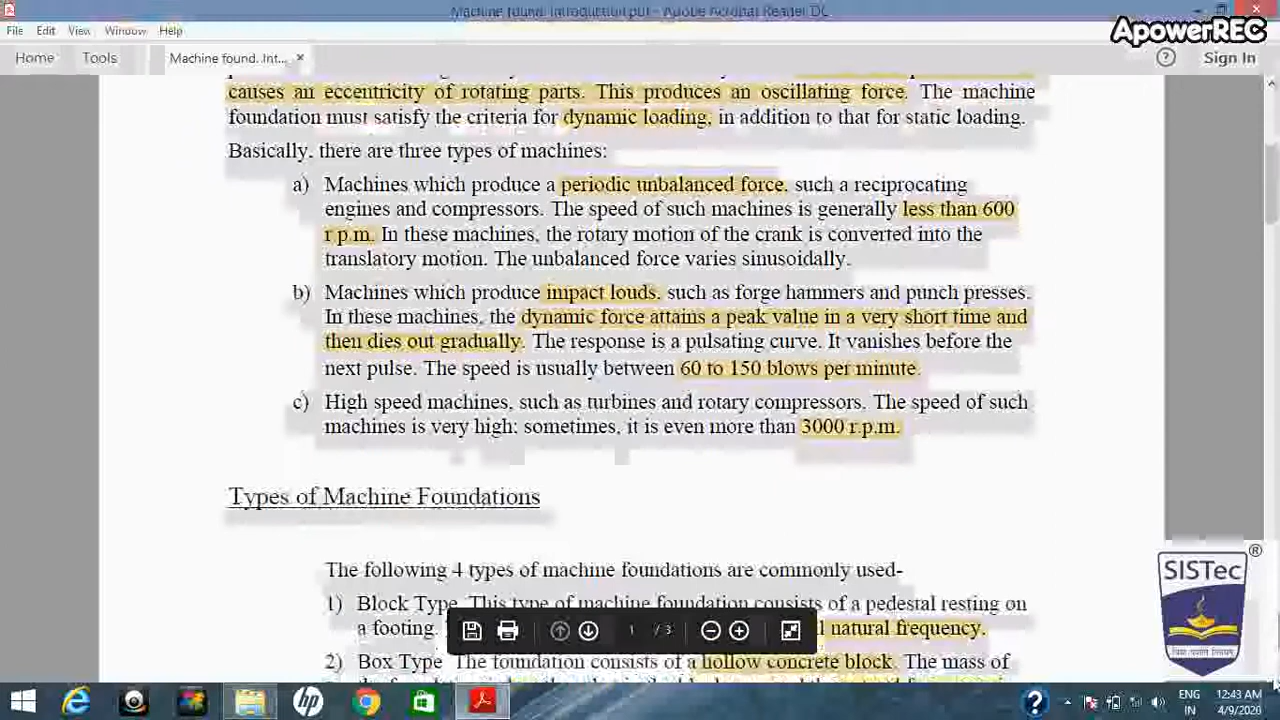 Machine found. Introduction.pdf - Adobe Acrobat Reader DC
ApowerREC
File Edit View Window Help
Home Tools Machine found. Int... × Sign In
causes an eccentricity of rotating parts. This produces an oscillating force. The machine
foundation must satisfy the criteria for dynamic loading, in addition to that for static loading.
Basically, there are three types of machines:
a) Machines which produce a periodic unbalanced force, such a reciprocating
engines and compressors. The speed of such machines is generally less than 600
r.p.m. In these machines, the rotary motion of the crank is converted into the
translatory motion. The unbalanced force varies sinusoidally.
b) Machines which produce impact louds, such as forge hammers and punch presses.
In these machines, the dynamic force attains a peak value in a very short time and
then dies out gradually. The response is a pulsating curve. It vanishes before the
next pulse. The speed is usually between 60 to 150 blows per minute.
c) High speed machines, such as turbines and rotary compressors. The speed of such
machines is very high; sometimes, it is even more than 3000 r.p.m.
Types of Machine Foundations
The following 4 types of machine foundations are commonly used-
1) Block Type. This type of machine foundation consists of a pedestal resting on
a footing. natural frequency.
1 / 3
2) Box Type The foundation consists of a hollow concrete block. The mass of
SISTec ®
ENG 12:43 AM
IN 4/9/2020